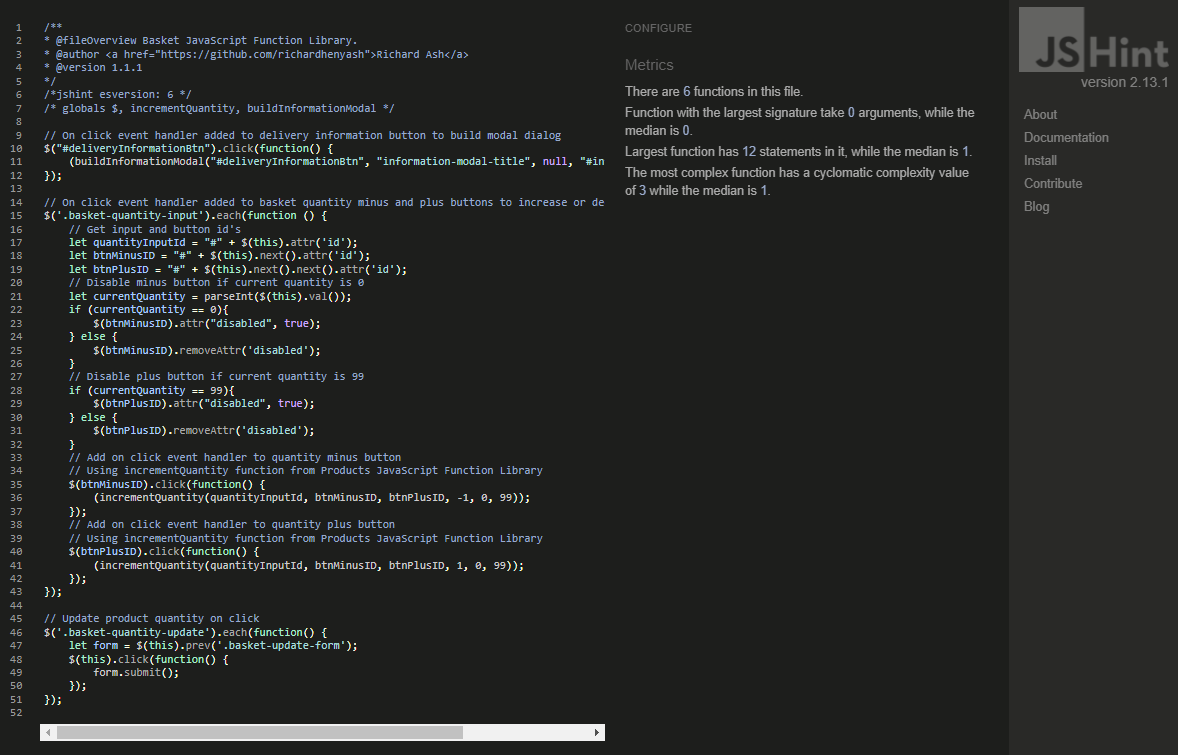 1 /**
2 * @fileOverview Basket JavaScript Function Library.
3 * @author <a href="https://github.com/richardhenyash">Richard Ash</a>
4 * @version 1.1.1
5 */
6 /*jshint esversion: 6 */
7 /* globals $, incrementQuantity, buildInformationModal */
8
9 // On click event handler added to delivery information button to build modal dialog
10 $("#deliveryInformationBtn").click(function() {
11     (buildInformationModal("#deliveryInformationBtn", "information-modal-title", null, "#in
12 });
13
14 // On click event handler added to basket quantity minus and plus buttons to increase or de
15 $('.basket-quantity-input').each(function () {
16     // Get input and button id's
17     let quantityInputId = "#" + $(this).attr('id');
18     let btnMinusID = "#" + $(this).next().attr('id');
19     let btnPlusID = "#" + $(this).next().next().attr('id');
20     // Disable minus button if current quantity is 0
21     let currentQuantity = parseInt($(this).val());
22     if (currentQuantity == 0){
23         $(btnMinusID).attr("disabled", true);
24     } else {
25         $(btnMinusID).removeAttr('disabled');
26     }
27     // Disable plus button if current quantity is 99
28     if (currentQuantity == 99){
29         $(btnPlusID).attr("disabled", true);
30     } else {
31         $(btnPlusID).removeAttr('disabled');
32     }
33     // Add on click event handler to quantity minus button
34     // Using incrementQuantity function from Products JavaScript Function Library
35     $(btnMinusID).click(function() {
36         (incrementQuantity(quantityInputId, btnMinusID, btnPlusID, -1, 0, 99));
37     });
38     // Add on click event handler to quantity plus button
39     // Using incrementQuantity function from Products JavaScript Function Library
40     $(btnPlusID).click(function() {
41         (incrementQuantity(quantityInputId, btnMinusID, btnPlusID, 1, 0, 99));
42     });
43 });
44
45 // Update product quantity on click
46 $('.basket-quantity-update').each(function() {
47     let form = $(this).prev('.basket-update-form');
48     $(this).click(function() {
49         form.submit();
50     });
51 });
52
CONFIGURE
Metrics
There are 6 functions in this file.
Function with the largest signature take 0 arguments, while the
median is 0.
Largest function has 12 statements in it, while the median is 1.
The most complex function has a cyclomatic complexity value
of 3 while the median is 1.
JSHint
version 2.13.1
About
Documentation
Install
Contribute
Blog